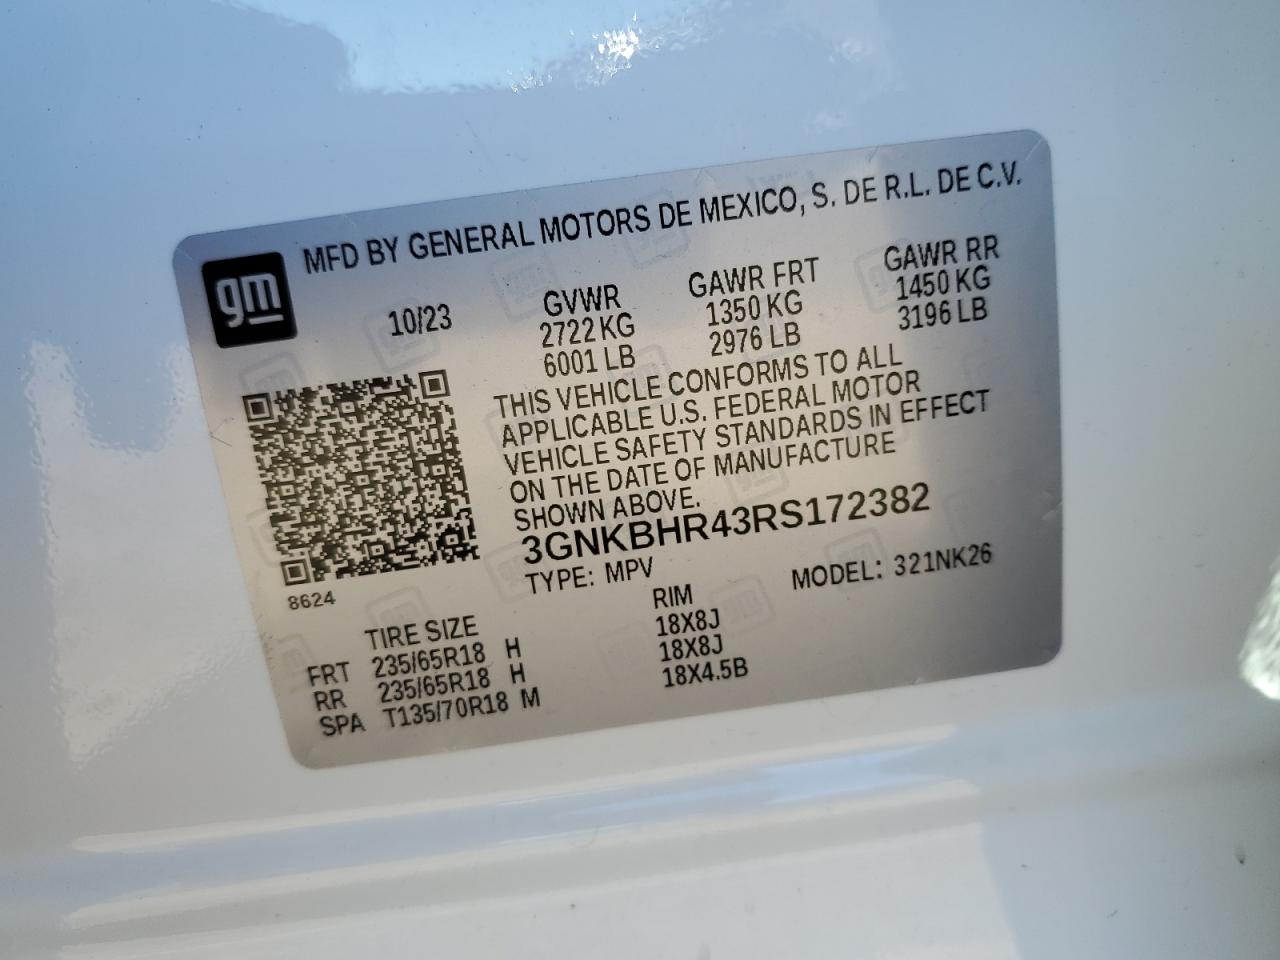 gm
MFD BY GENERAL MOTORS DE MEXICO, S. DE R.L. DE C.V.
10/23
GVWR
2722 KG
6001 LB
GAWR FRT
1350 KG
2976 LB
GAWR RR
1450 KG
3196 LB
THIS VEHICLE CONFORMS TO ALL
APPLICABLE U.S. FEDERAL MOTOR
VEHICLE SAFETY STANDARDS IN EFFECT
ON THE DATE OF MANUFACTURE
SHOWN ABOVE.
3GNKBHR43RS172382
TYPE: MPV
MODEL: 321NK26
8624
TIRE SIZE RIM
FRT 235/65R18 H 18X8J
RR 235/65R18 H 18X8J
SPA T135/70R18 M 18X4.5B